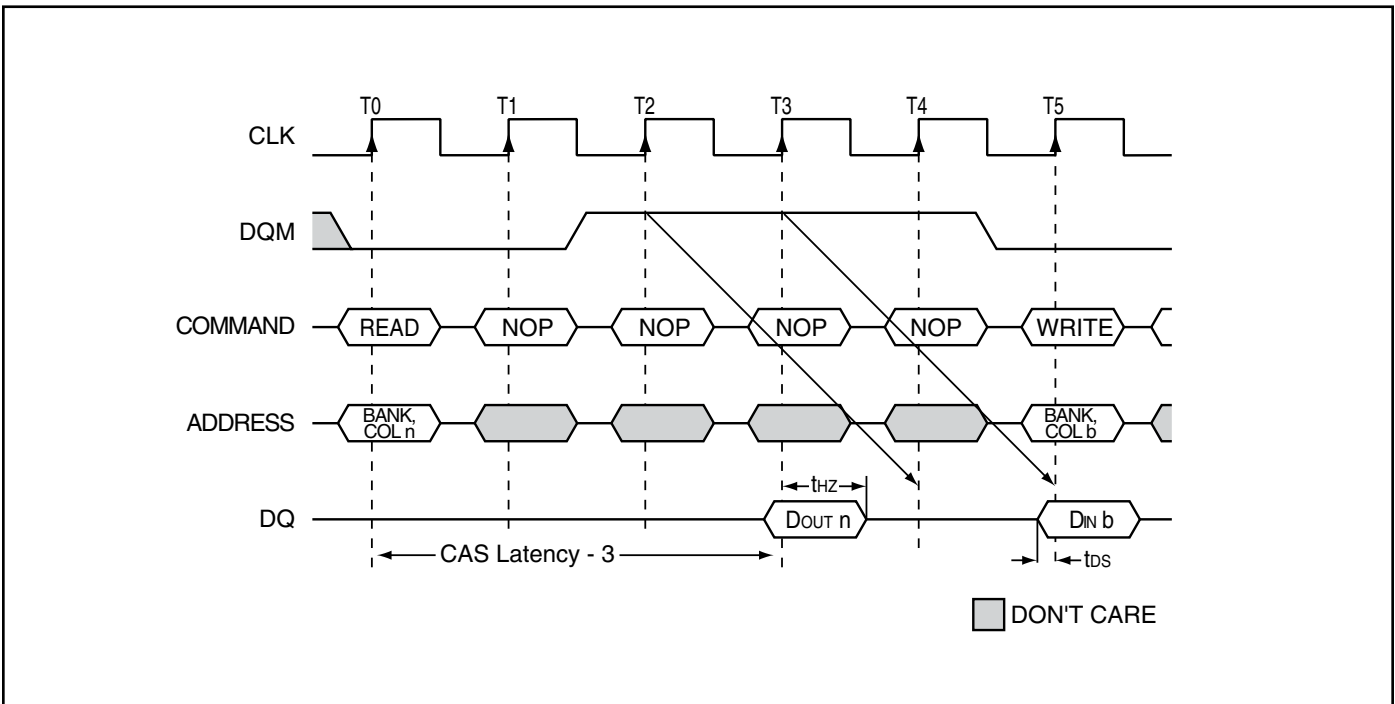 T0 T1 T2 T3 T4 T5
CLK
DQM
COMMAND READ NOP NOP NOP NOP WRITE
ADDRESS BANK, COL n BANK, COL b
tHZ
DQ DOUT n DIN b
CAS Latency - 3 tDS
DON'T CARE